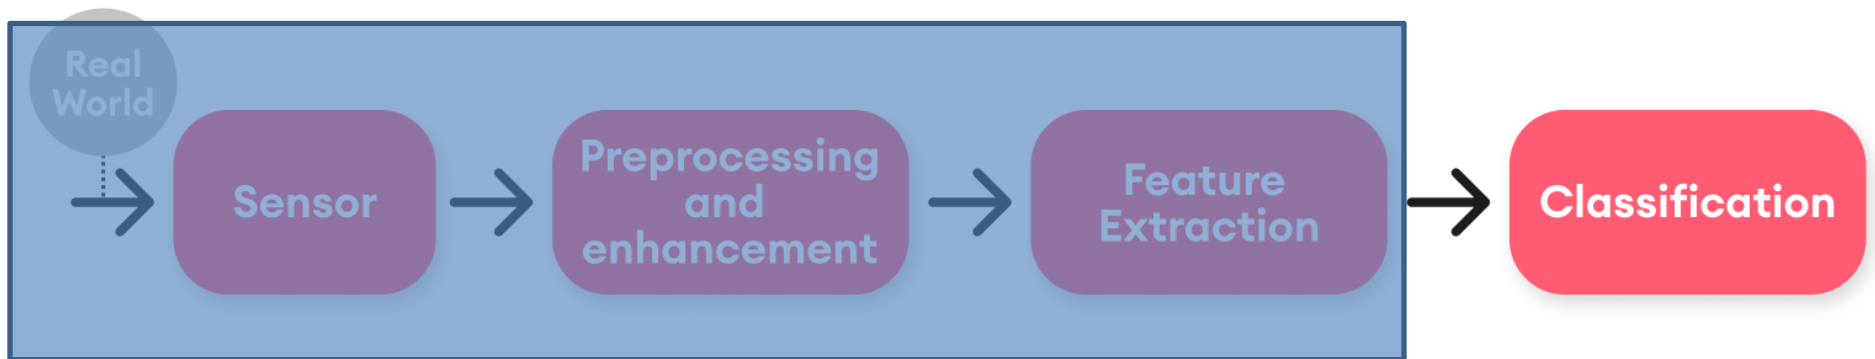 Real
World
Sensor
Preprocessing
and
enhancement
Feature
Extraction
Classification